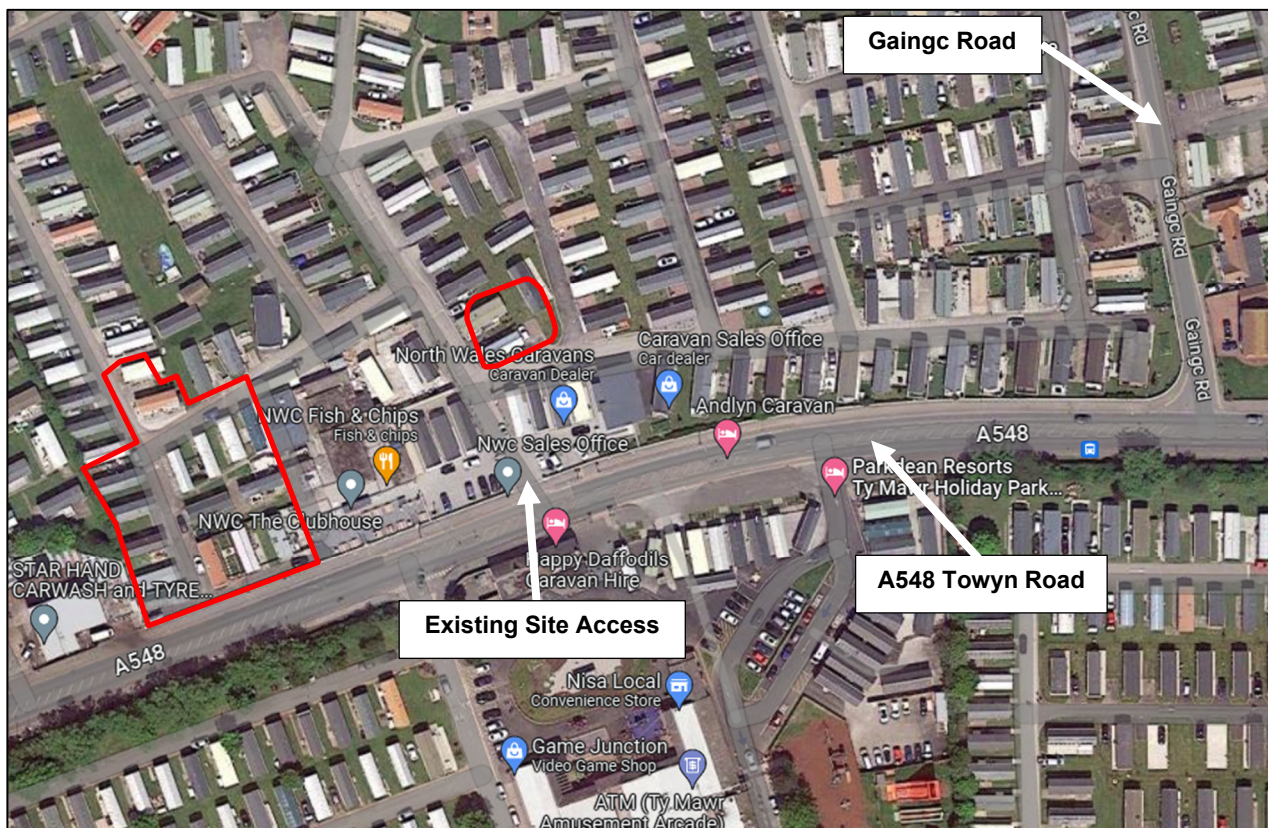 Gaingc Road
Gaingc Rd
Gaingc Rd
North Wales Caravans
Caravan Dealer
Caravan Sales Office
Car dealer
Andlyn Caravan
A548
NWC Fish & Chips
Fish & chips
Nwc Sales Office
Parkdean Resorts
Ty Mawr Holiday Park...
NWC The Clubhouse
Happy Daffodils
Caravan Hire
STAR HAND
CARWASH and TYRE...
A548 Towyn Road
Existing Site Access
A548
Nisa Local
Convenience Store
Game Junction
Video Game Shop
ATM (Tŷ Mawr
Amusement Arcade)